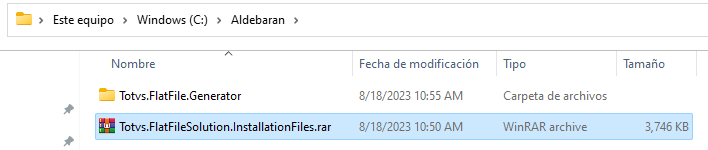 Este equipo > Windows (C:) > Aldebaran >
Nombre Fecha de modificación Tipo Tamaño
Totvs.FlatFile.Generator 8/18/2023 10:55 AM Carpeta de archivos
Totvs.FlatFileSolution.InstallationFiles.rar 8/18/2023 10:50 AM WinRAR archive 3,746 KB